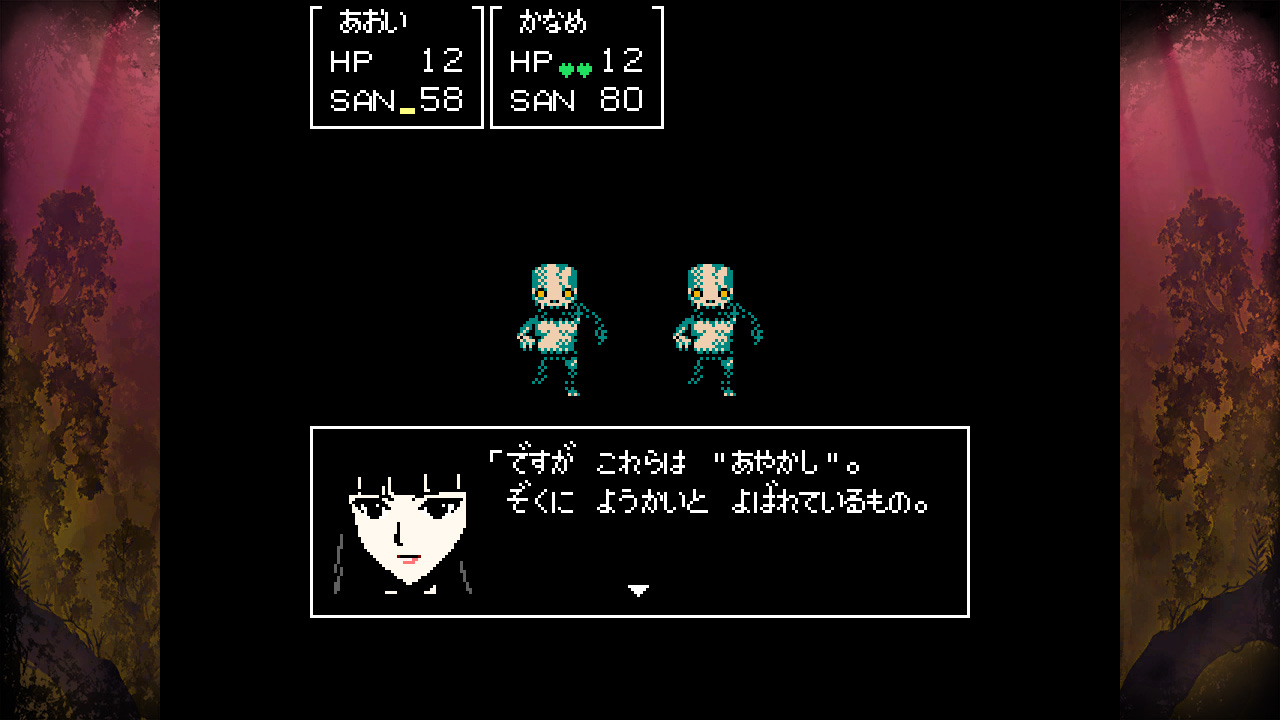 あおい
HP 12
SAN 58
かなめ
HP 12
SAN 80
「ですが これらは "あやかし"。
ぞくに ようかいと よばれているもの。